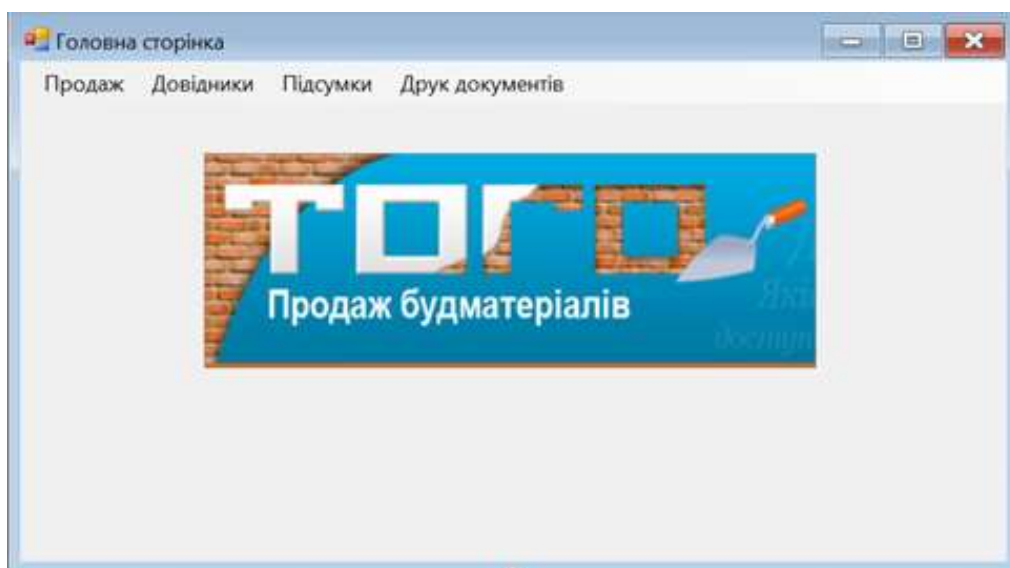 Головна сторінка
Продаж Довідники Підсумки Друк документів
ТОГО
Продаж будматеріалів